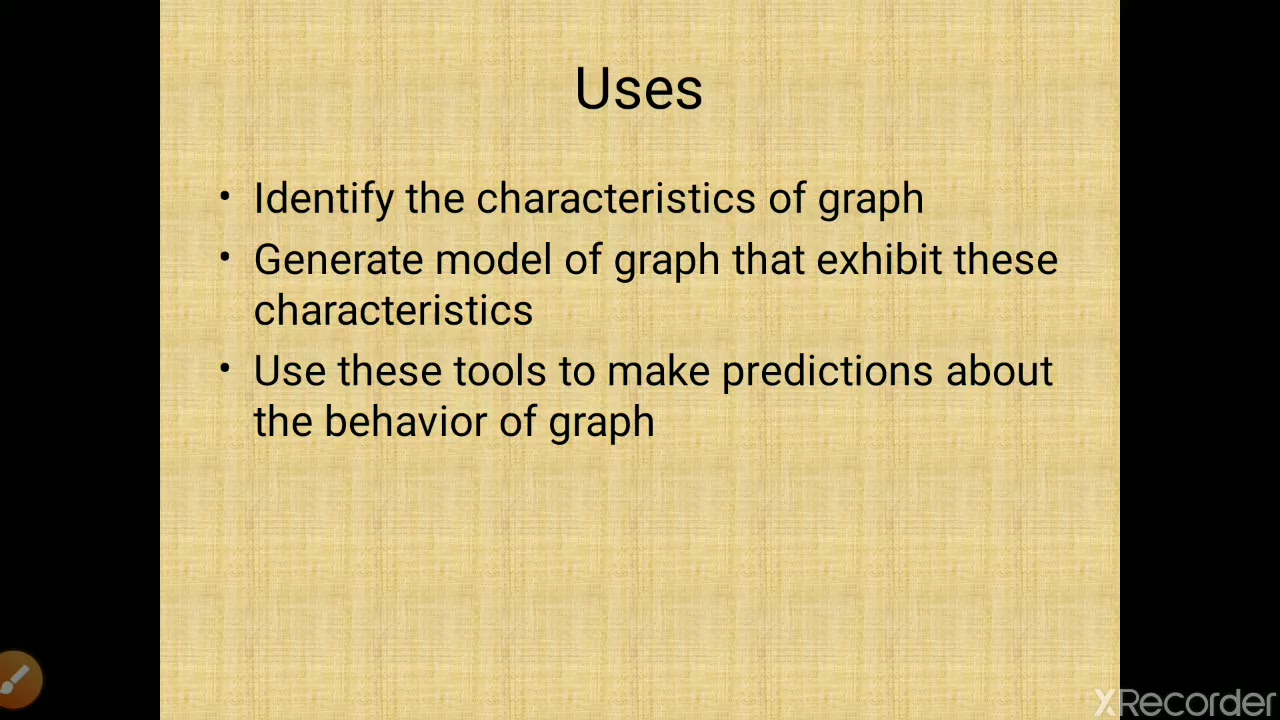 Uses
• Identify the characteristics of graph
• Generate model of graph that exhibit these
characteristics
• Use these tools to make predictions about
the behavior of graph
XRecorder